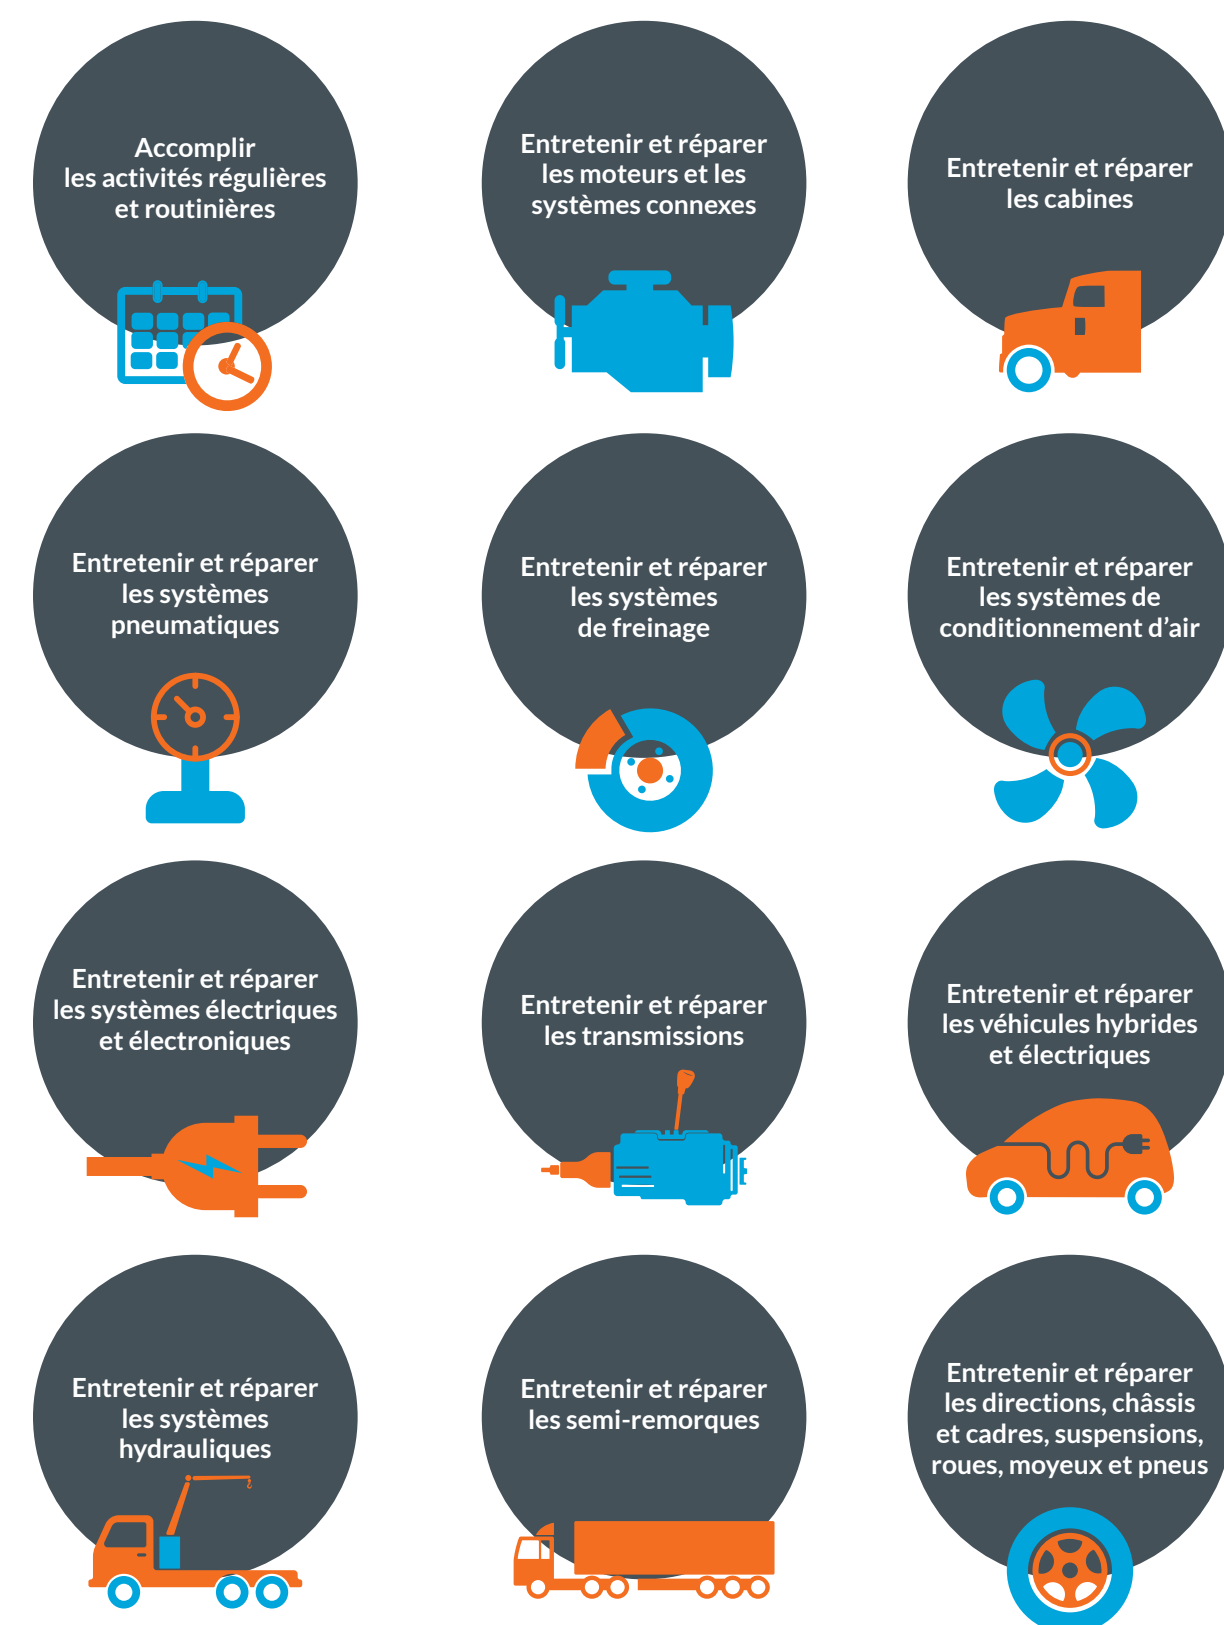 Accomplir
les activités régulières
et routinières
Entretenir et réparer
les moteurs et les
systèmes connexes
Entretenir et réparer
les cabines
Entretenir et réparer
les systèmes
pneumatiques
Entretenir et réparer
les systèmes
de freinage
Entretenir et réparer
les systèmes de
conditionnement d’air
Entretenir et réparer
les systèmes électriques
et électroniques
Entretenir et réparer
les transmissions
Entretenir et réparer
les véhicules hybrides
et électriques
Entretenir et réparer
les systèmes
hydrauliques
Entretenir et réparer
les semi-remorques
Entretenir et réparer
les directions, châssis
et cadres, suspensions,
roues, moyeux et pneus